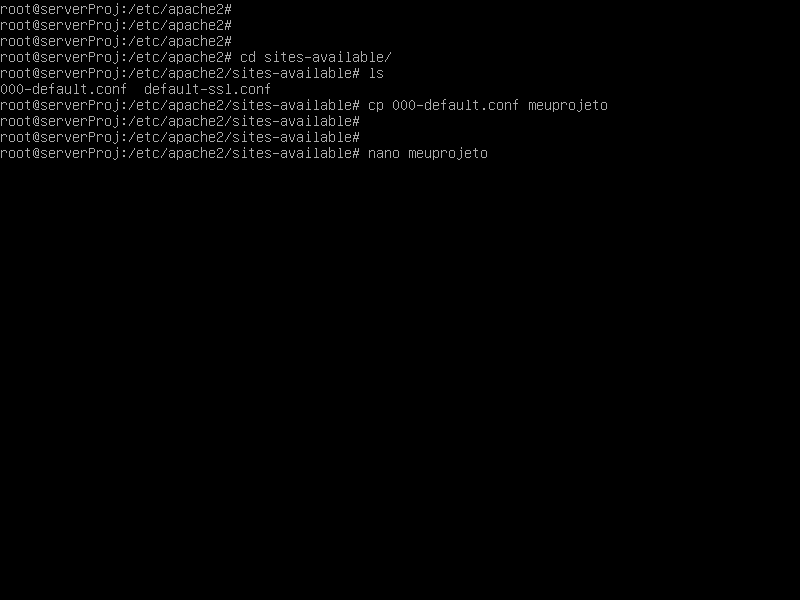 root@serverProj:/etc/apache2#
root@serverProj:/etc/apache2#
root@serverProj:/etc/apache2#
root@serverProj:/etc/apache2# cd sites-available/
root@serverProj:/etc/apache2/sites-available# ls
000-default.conf  default-ssl.conf
root@serverProj:/etc/apache2/sites-available# cp 000-default.conf meuprojeto
root@serverProj:/etc/apache2/sites-available#
root@serverProj:/etc/apache2/sites-available#
root@serverProj:/etc/apache2/sites-available# nano meuprojeto